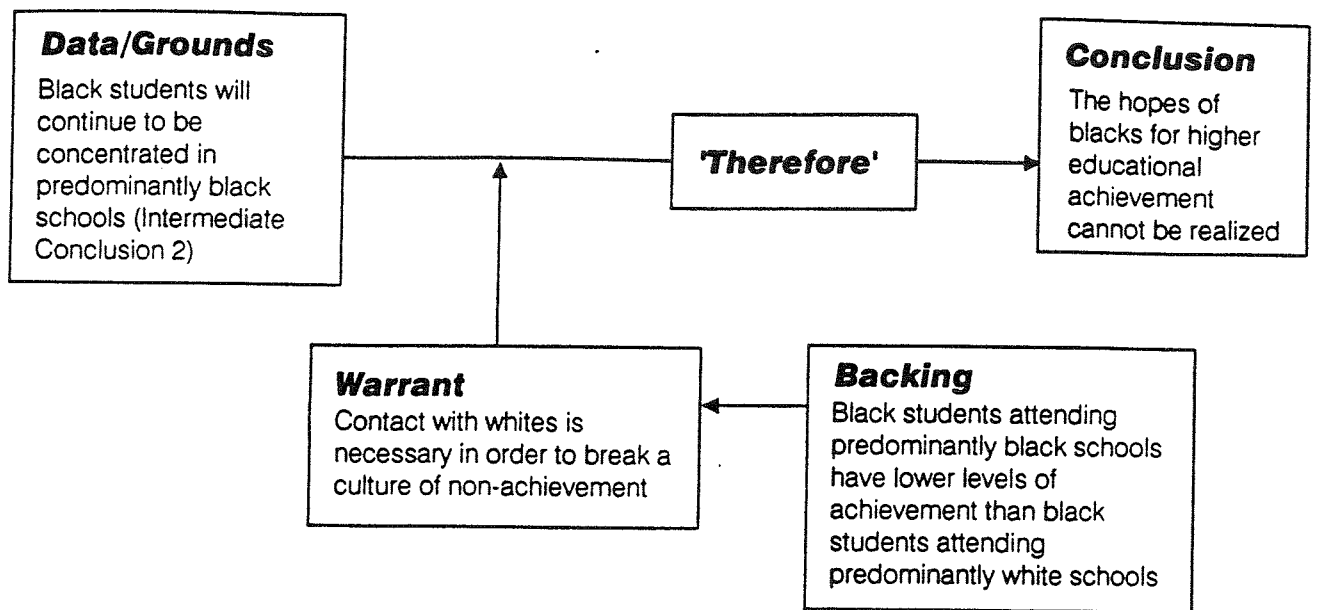 Data/Grounds
Black students will
continue to be
concentrated in
predominantly black
schools (Intermediate
Conclusion 2)
'Therefore'
Conclusion
The hopes of
blacks for higher
educational
achievement
cannot be realized
Warrant
Contact with whites is
necessary in order to break a
culture of non-achievement
Backing
Black students attending
predominantly black schools
have lower levels of
achievement than black
students attending
predominantly white schools